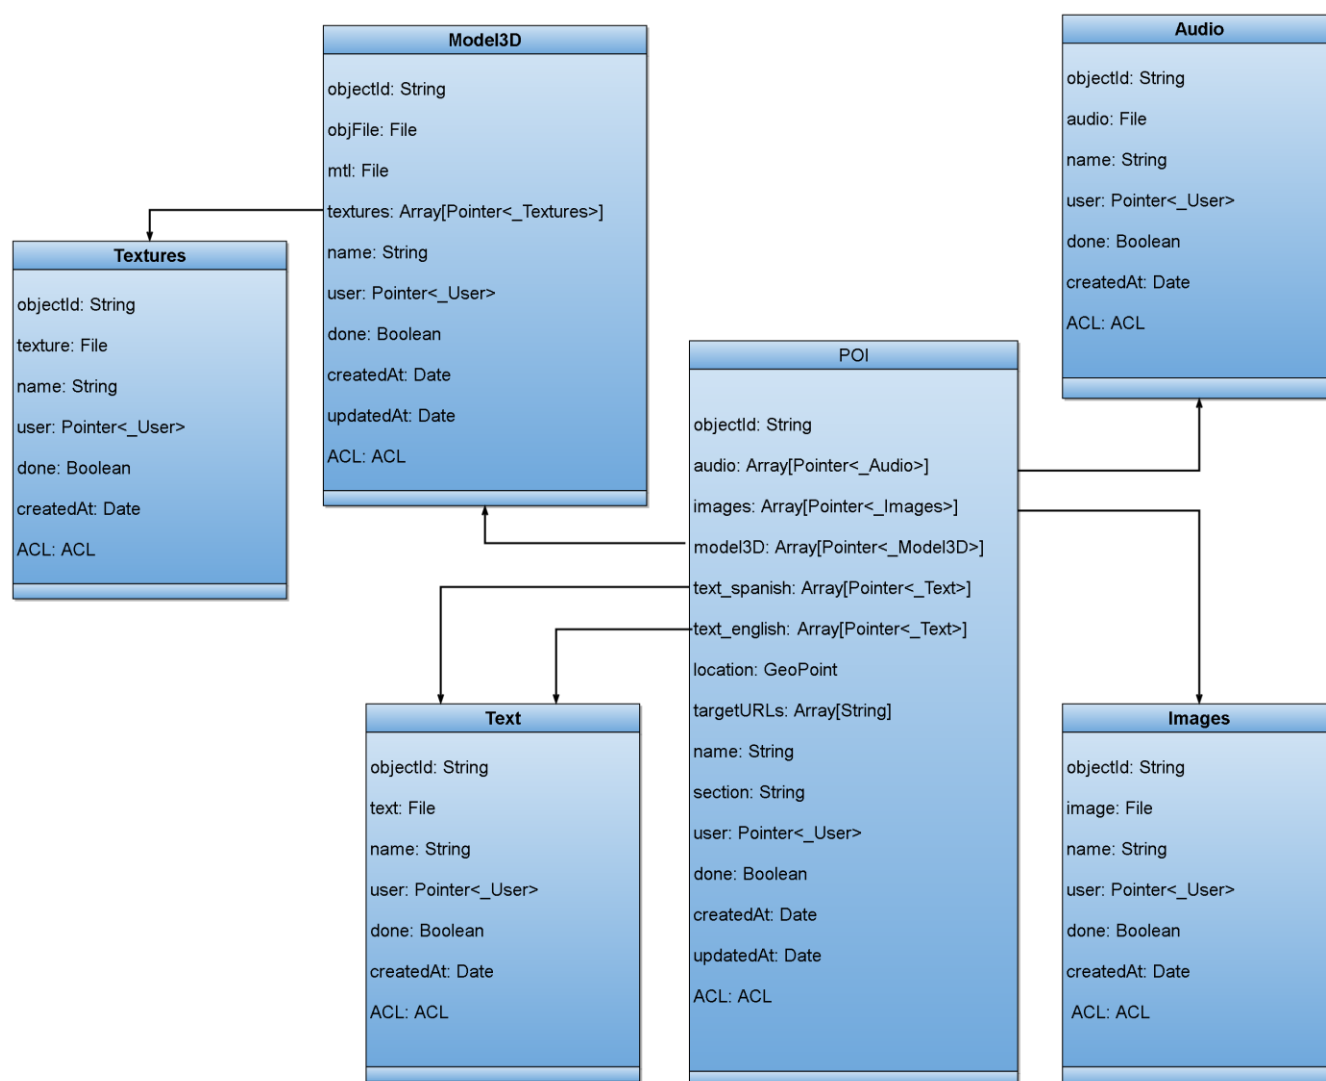 Model3D
objectId: String
objFile: File
mtl: File
textures: Array[Pointer<_Textures>]
name: String
user: Pointer<_User>
done: Boolean
createdAt: Date
updatedAt: Date
ACL: ACL
Audio
objectId: String
audio: File
name: String
user: Pointer<_User>
done: Boolean
createdAt: Date
ACL: ACL
Textures
objectId: String
texture: File
name: String
user: Pointer<_User>
done: Boolean
createdAt: Date
ACL: ACL
POI
objectId: String
audio: Array[Pointer<_Audio>]
images: Array[Pointer<_Images>]
model3D: Array[Pointer<_Model3D>]
text_spanish: Array[Pointer<_Text>]
text_english: Array[Pointer<_Text>]
location: GeoPoint
targetURLs: Array[String]
name: String
section: String
user: Pointer<_User>
done: Boolean
createdAt: Date
updatedAt: Date
ACL: ACL
Text
objectId: String
text: File
name: String
user: Pointer<_User>
done: Boolean
createdAt: Date
ACL: ACL
Images
objectId: String
image: File
name: String
user: Pointer<_User>
done: Boolean
createdAt: Date
ACL: ACL